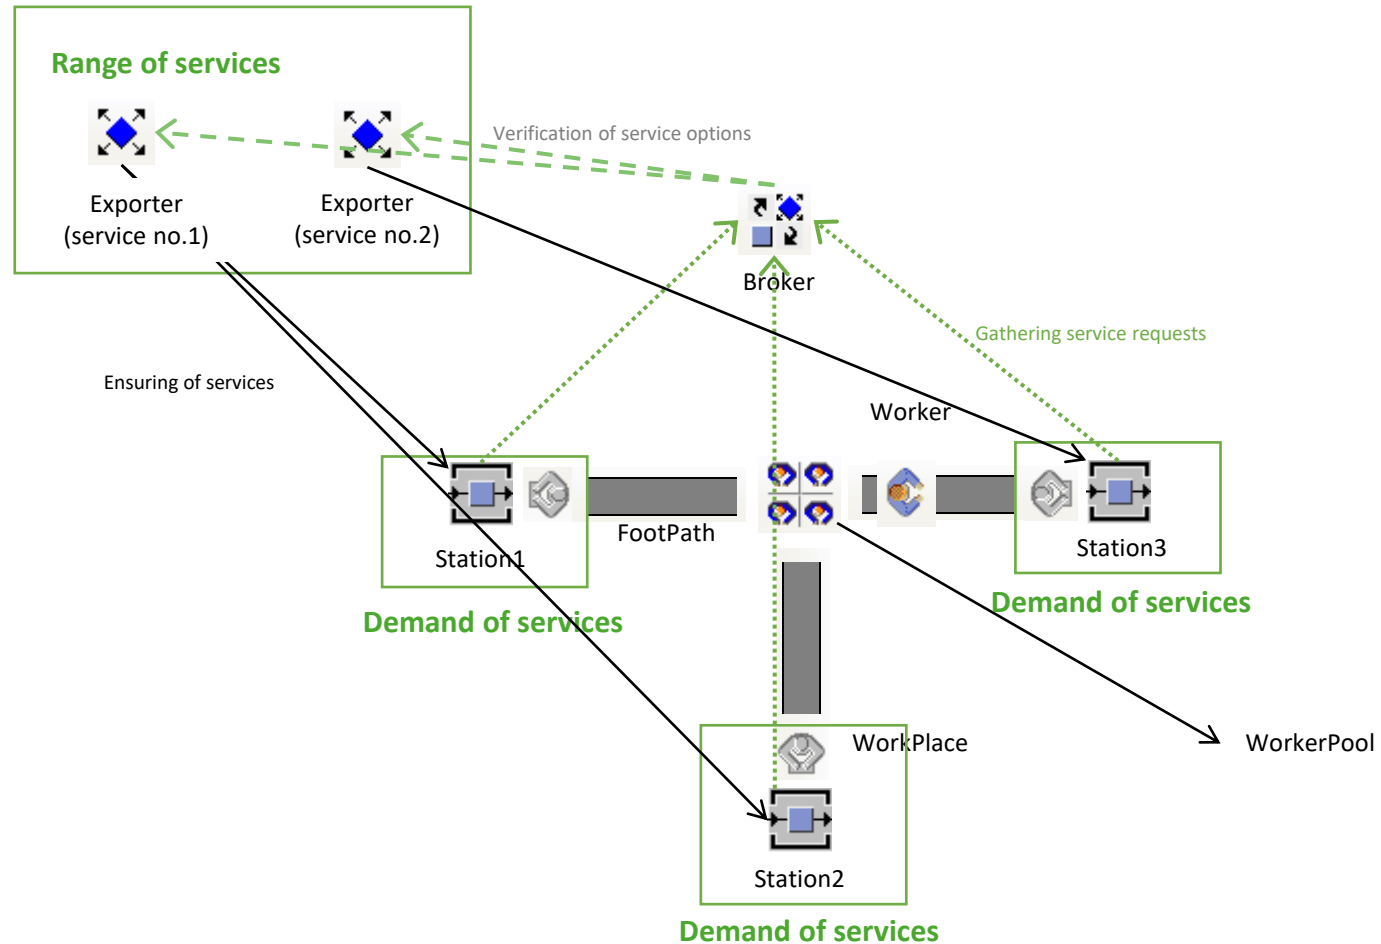 Range of services
Verification of service options
Exporter
(service no.1)
Exporter
(service no.2)
Broker
Gathering service requests
Ensuring of services
Worker
FootPath
Station1
Station3
Demand of services
Demand of services
WorkPlace
WorkerPool
Station2
Demand of services